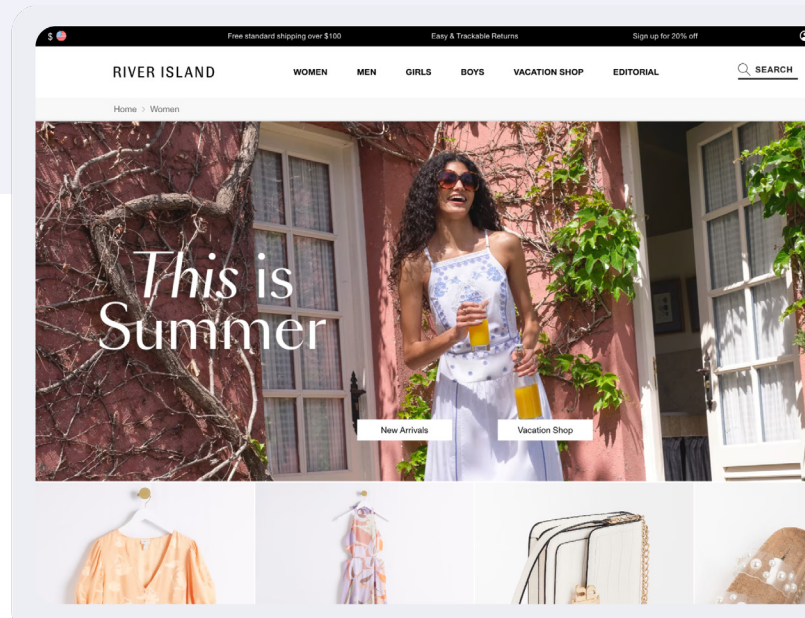 $
Free standard shipping over $100
Easy & Trackable Returns
Sign up for 20% off
RIVER ISLAND
WOMEN
MEN
GIRLS
BOYS
VACATION SHOP
EDITORIAL
SEARCH
Home > Women
This is
Summer
New Arrivals
Vacation Shop